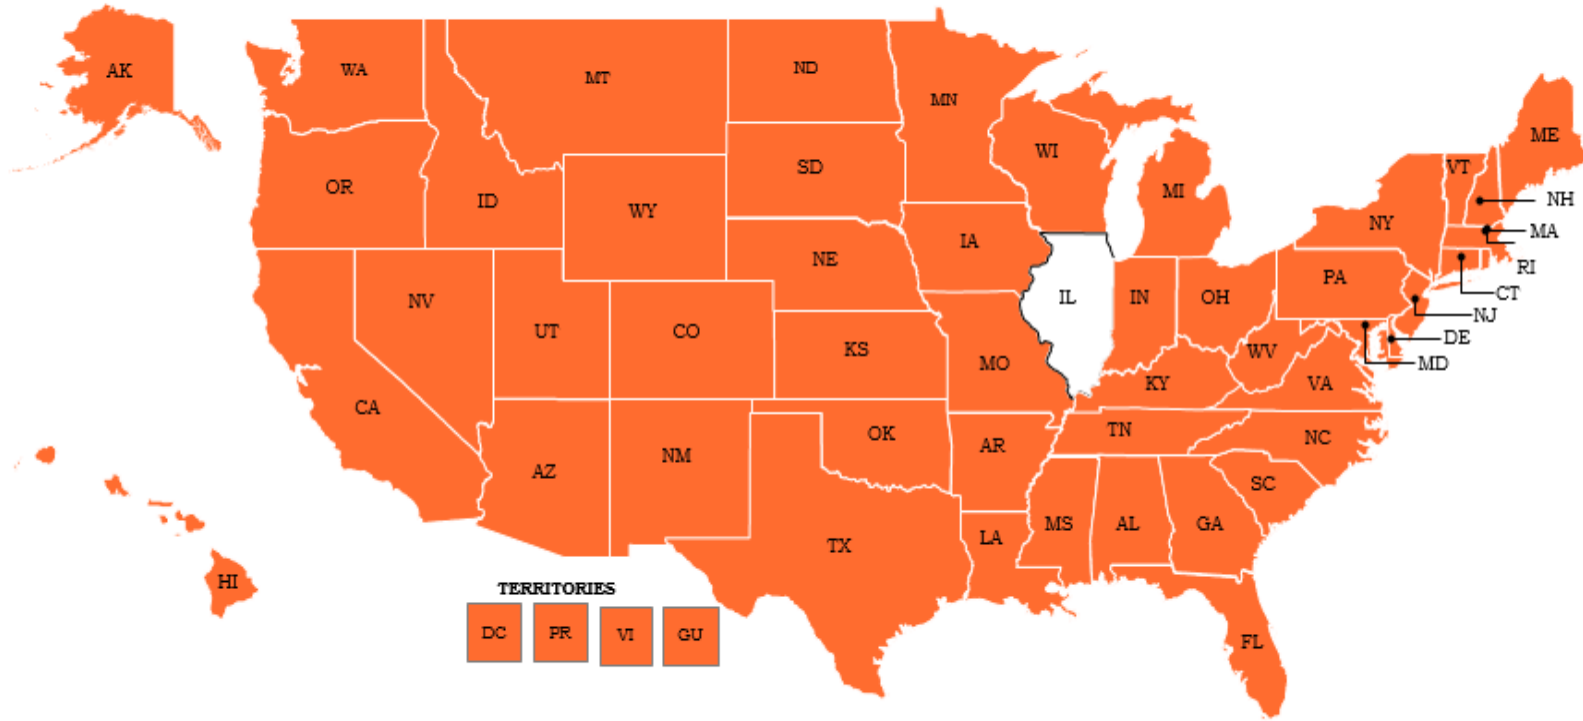 AK
WA
MT
ND
MN
ME
WI
VT
SD
OR
ID
MI
NH
WY
NY
MA
IA
NE
RI
PA
NV
IL
IN
OH
CT
NJ
UT
CO
KS
DE
WV
MO
MD
KY
VA
CA
TN
OK
NC
AR
NM
AZ
SC
MS
AL
GA
LA
TX
HI
TERRITORIES
DC
PR
VI
GU
FL